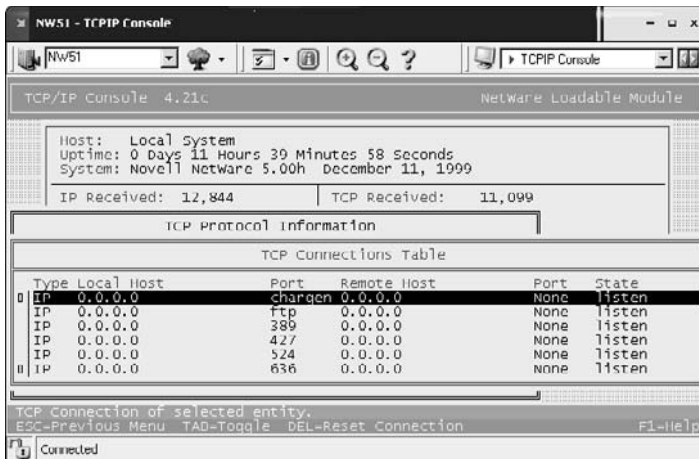 NW51 - TCPIP Console
NW51
TCPIP Console
TCP/IP Console 4.21c NetWare Loadable Module
Host: Local System
Uptime: 0 Days 11 Hours 39 Minutes 58 Seconds
System: Novell NetWare 5.00h December 11, 1999
IP Received: 12,844 TCP Received: 11,099
TCP Protocol Information
TCP Connections Table
Type Local Host Port Remote Host Port State
IP 0.0.0.0 chargen 0.0.0.0 None listen
IP 0.0.0.0 ftp 0.0.0.0 None listen
IP 0.0.0.0 389 0.0.0.0 None listen
IP 0.0.0.0 427 0.0.0.0 None listen
IP 0.0.0.0 524 0.0.0.0 None listen
IP 0.0.0.0 636 0.0.0.0 None listen
TCP Connection of selected entity.
ESC-Previous Menu TAB-Toggle DEL-Reset Connection F1-Help
Connected